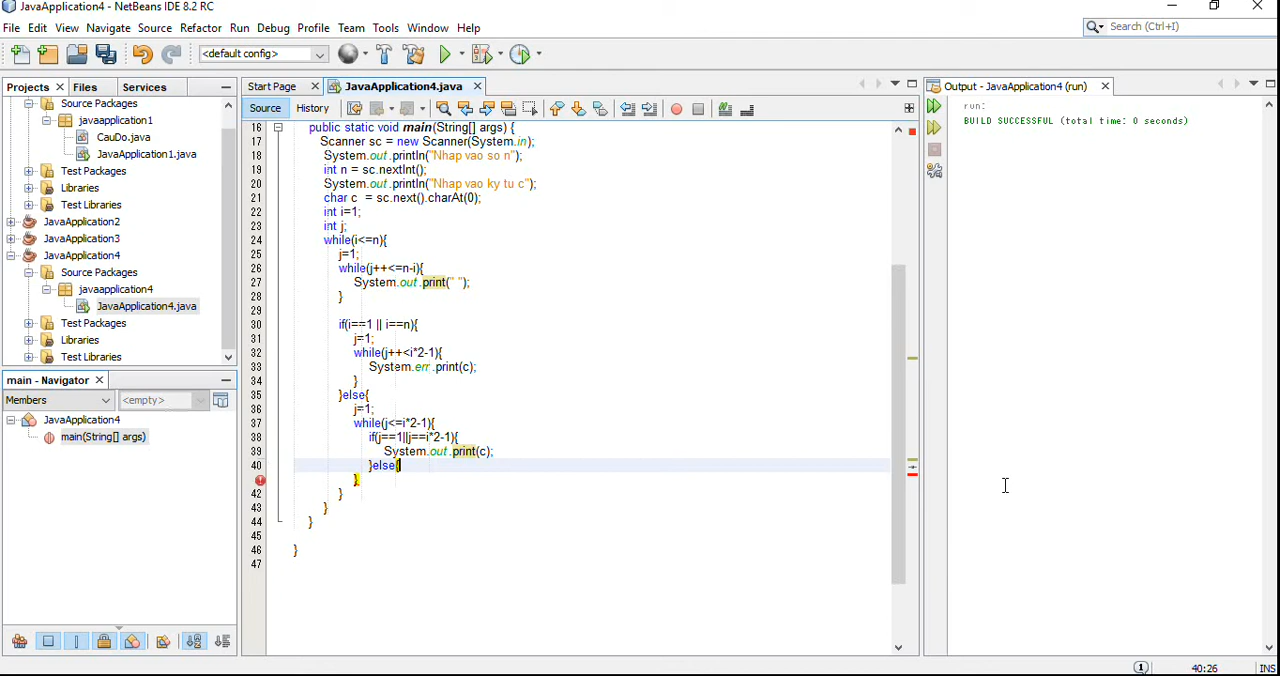 JavaApplication4 - NetBeans IDE 8.2 RC
File Edit View Navigate Source Refactor Run Debug Profile Team Tools Window Help
Search (Ctrl+I)
<default config>
Projects Files Services
Source Packages
javaapplication1
CauDo.java
JavaApplication1.java
Test Packages
Libraries
Test Libraries
JavaApplication2
JavaApplication3
JavaApplication4
Source Packages
javaapplication4
JavaApplication4.java
Test Packages
Libraries
Test Libraries
main - Navigator
Members <empty>
JavaApplication4
main(String[] args)
Start Page JavaApplication4.java
Source History
16 public static void main(String[] args) {
17 Scanner sc = new Scanner(System.in);
18 System.out.println("Nhap vao so n");
19 int n = sc.nextInt();
20 System.out.println("Nhap vao ky tu c");
21 char c = sc.next().charAt(0);
22 int i=1;
23 int j;
24 while(i<=n){
25 j=1;
26 while(j++<=n-i){
27 System.out.print(" ");
28 }
29
30 if(i==1 || i==n){
31 j=1;
32 while(j++<i*2-1){
33 System.err.print(c);
34 }
35 }else{
36 j=1;
37 while(j<=i*2-1){
38 if(j==1||j==i*2-1){
39 System.out.print(c);
40 }else{
}
42 }
43 }
44 }
45
46 }
47
Output - JavaApplication4 (run)
run:
BUILD SUCCESSFUL (total time: 0 seconds)
1 40:26 INS